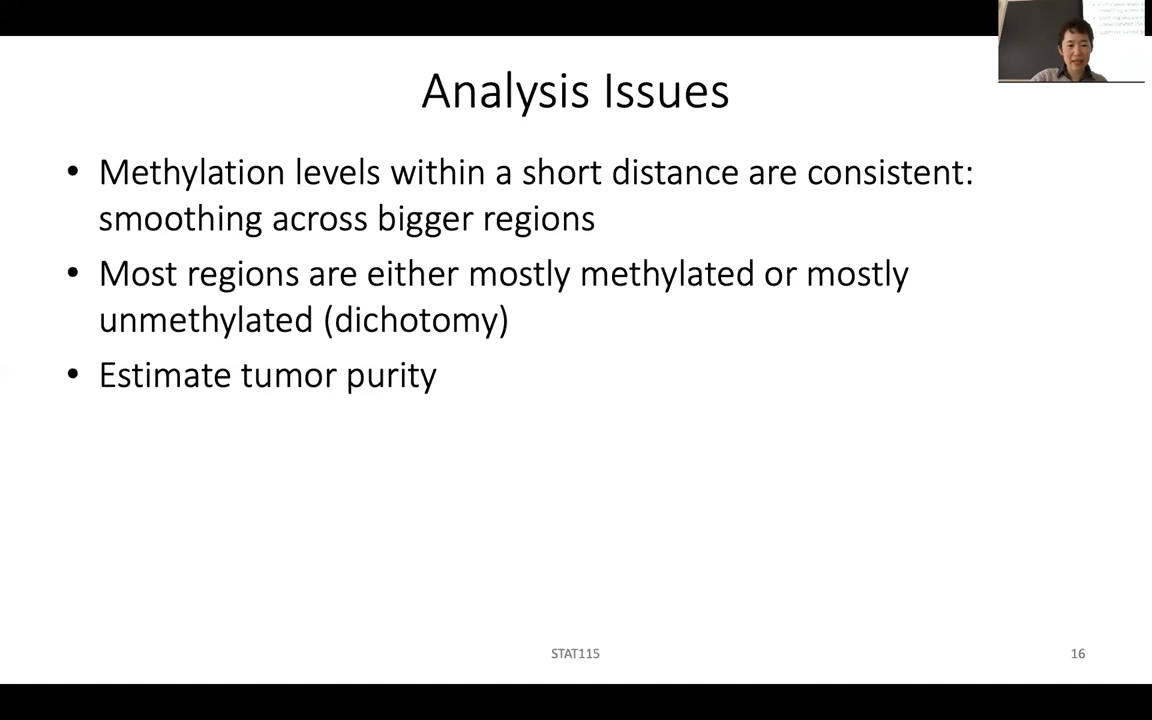 Analysis Issues
• Methylation levels within a short distance are consistent:
smoothing across bigger regions
• Most regions are either mostly methylated or mostly
unmethylated (dichotomy)
• Estimate tumor purity
STAT115
16